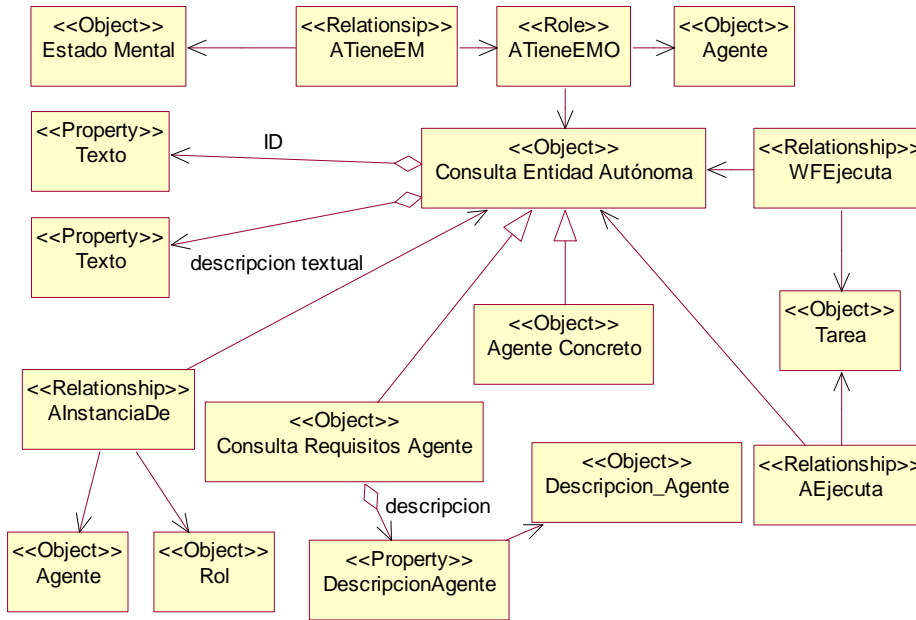 <<Object>>
Estado Mental
<<Relationsip>>
ATieneEM
<<Role>>
ATieneEMO
<<Object>>
Agente
<<Property>>
Texto
ID
<<Object>>
Consulta Entidad Autónoma
<<Relationship>>
WFEjecuta
<<Property>>
Texto
descripcion textual
<<Object>>
Agente Concreto
<<Object>>
Tarea
<<Relationship>>
AInstanciaDe
<<Object>>
Consulta Requisitos Agente
<<Object>>
Descripcion_Agente
<<Relationship>>
AEjecuta
descripcion
<<Object>>
Agente
<<Object>>
Rol
<<Property>>
DescripcionAgente